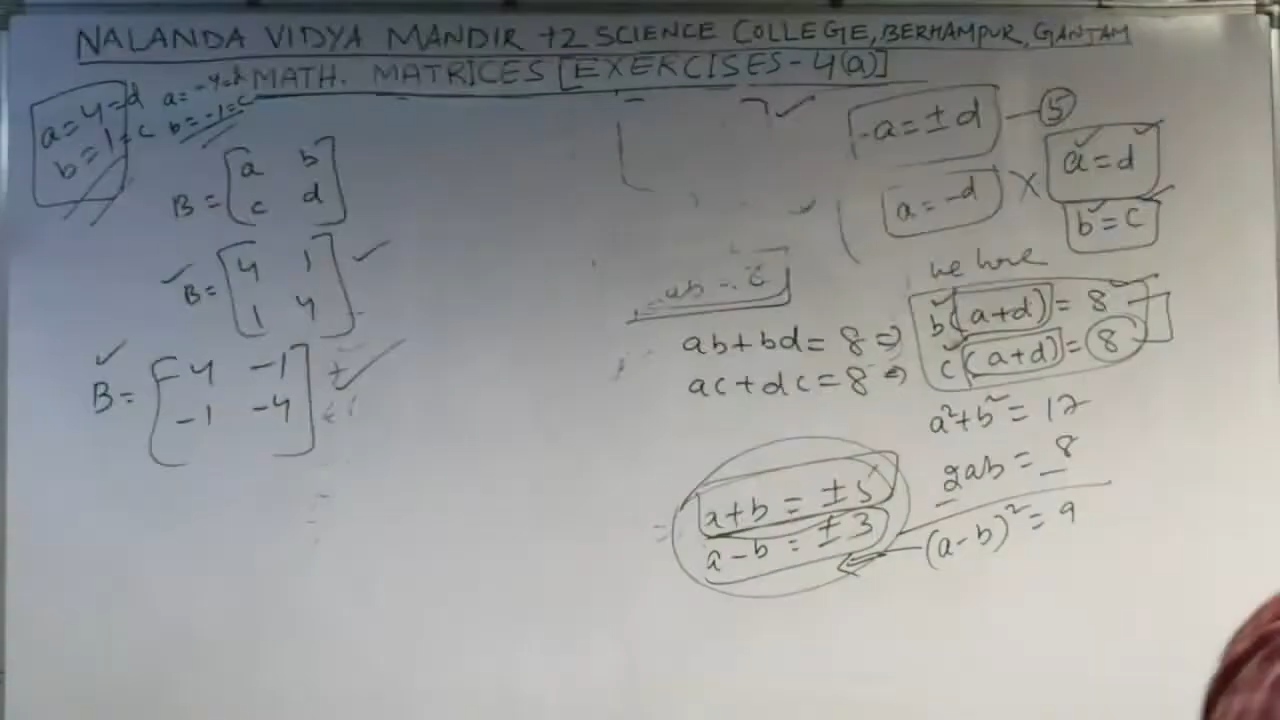 NALANDA VIDYA MANDIR +2 SCIENCE COLLEGE, BERHAMPUR, GANJAM
MATH. MATRICES [EXERCISES-4(a)]
a=4=d
b=1=c
b=-1=c
B = [a b
c d]
B = [4 1
1 4]
B = [-4 -1
-1 -4]
a=±d —5
a=-d × a=d
b=c
we have
ab+bd=8 ⇒ b(a+d)=8
ac+dc=8 ⇒ c(a+d)=8
a²+b²=17
2ab=8
(a-b)²=9
a+b=±5
a-b=±3